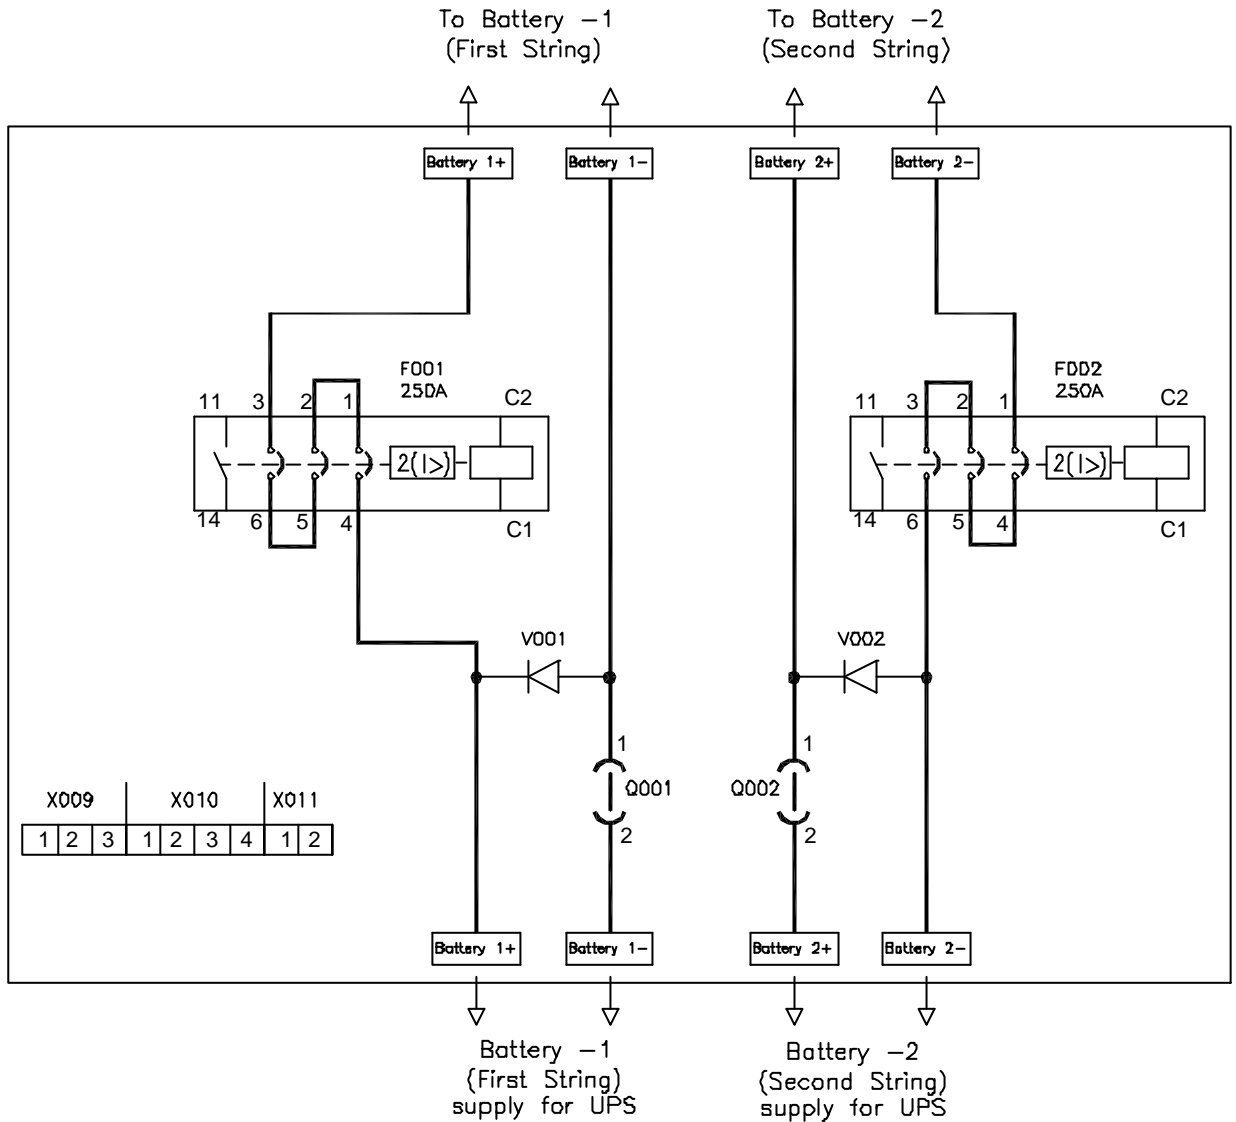 To Battery -1
(First String)
To Battery -2
(Second String)
Battery 1+
Battery 1-
Battery 2+
Battery 2-
F001
250A
F002
250A
11
3
2
1
C2
11
3
2
1
C2
2(I>)
2(I>)
14
6
5
4
C1
14
6
5
4
C1
V001
V002
1
1
Q001
Q002
2
2
X009
X010
X011
1 2 3 1 2 3 4 1 2
Battery 1+
Battery 1-
Battery 2+
Battery 2-
Battery -1
(First String)
supply for UPS
Battery -2
(Second String)
supply for UPS